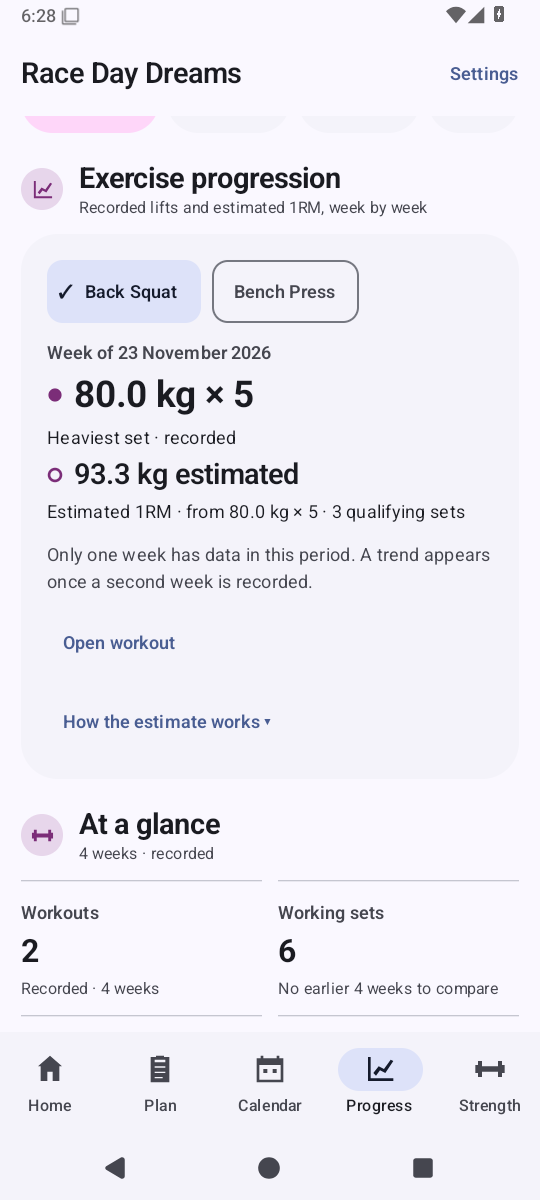 6:28
Race Day Dreams
Settings
Exercise progression
Recorded lifts and estimated 1RM, week by week
✓ Back Squat
Bench Press
Week of 23 November 2026
80.0 kg × 5
Heaviest set · recorded
93.3 kg estimated
Estimated 1RM · from 80.0 kg × 5 · 3 qualifying sets
Only one week has data in this period. A trend appears
once a second week is recorded.
Open workout
How the estimate works ▾
At a glance
4 weeks · recorded
Workouts
2
Recorded · 4 weeks
Working sets
6
No earlier 4 weeks to compare
Home
Plan
Calendar
Progress
Strength